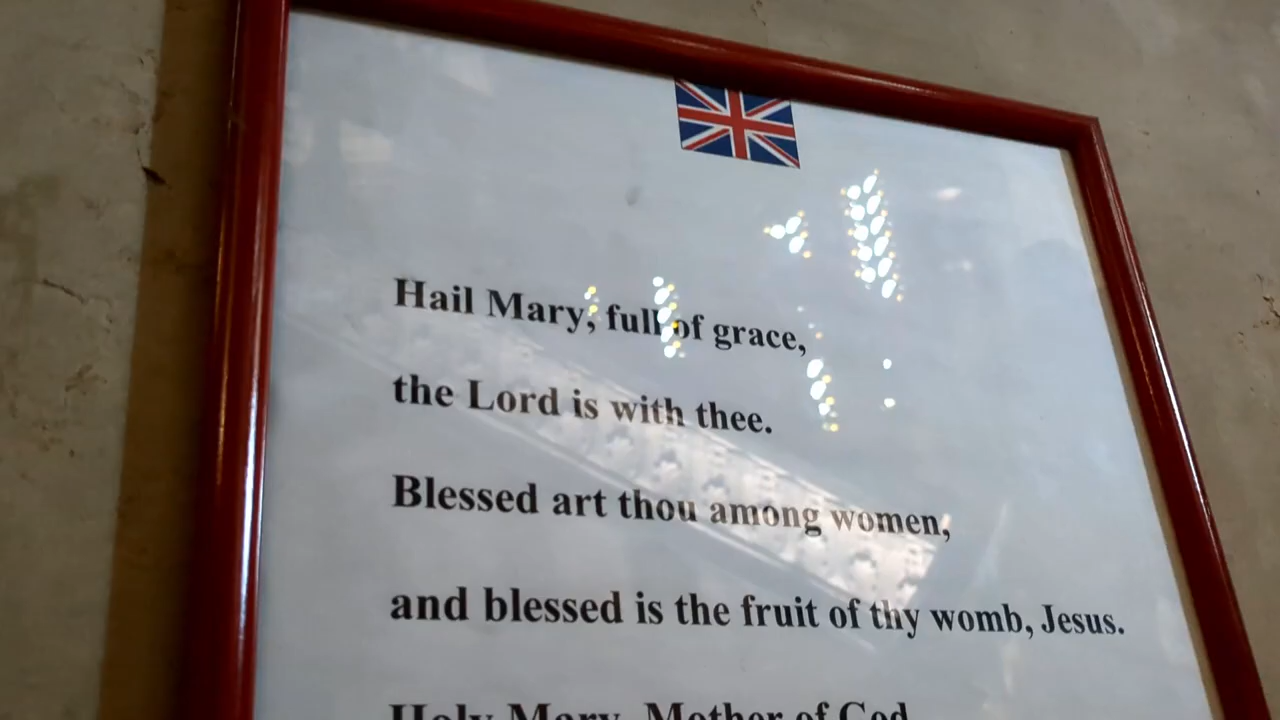 Hail Mary, full of grace,
the Lord is with thee.
Blessed art thou among women,
and blessed is the fruit of thy womb, Jesus.
Holy Mary, Mother of God